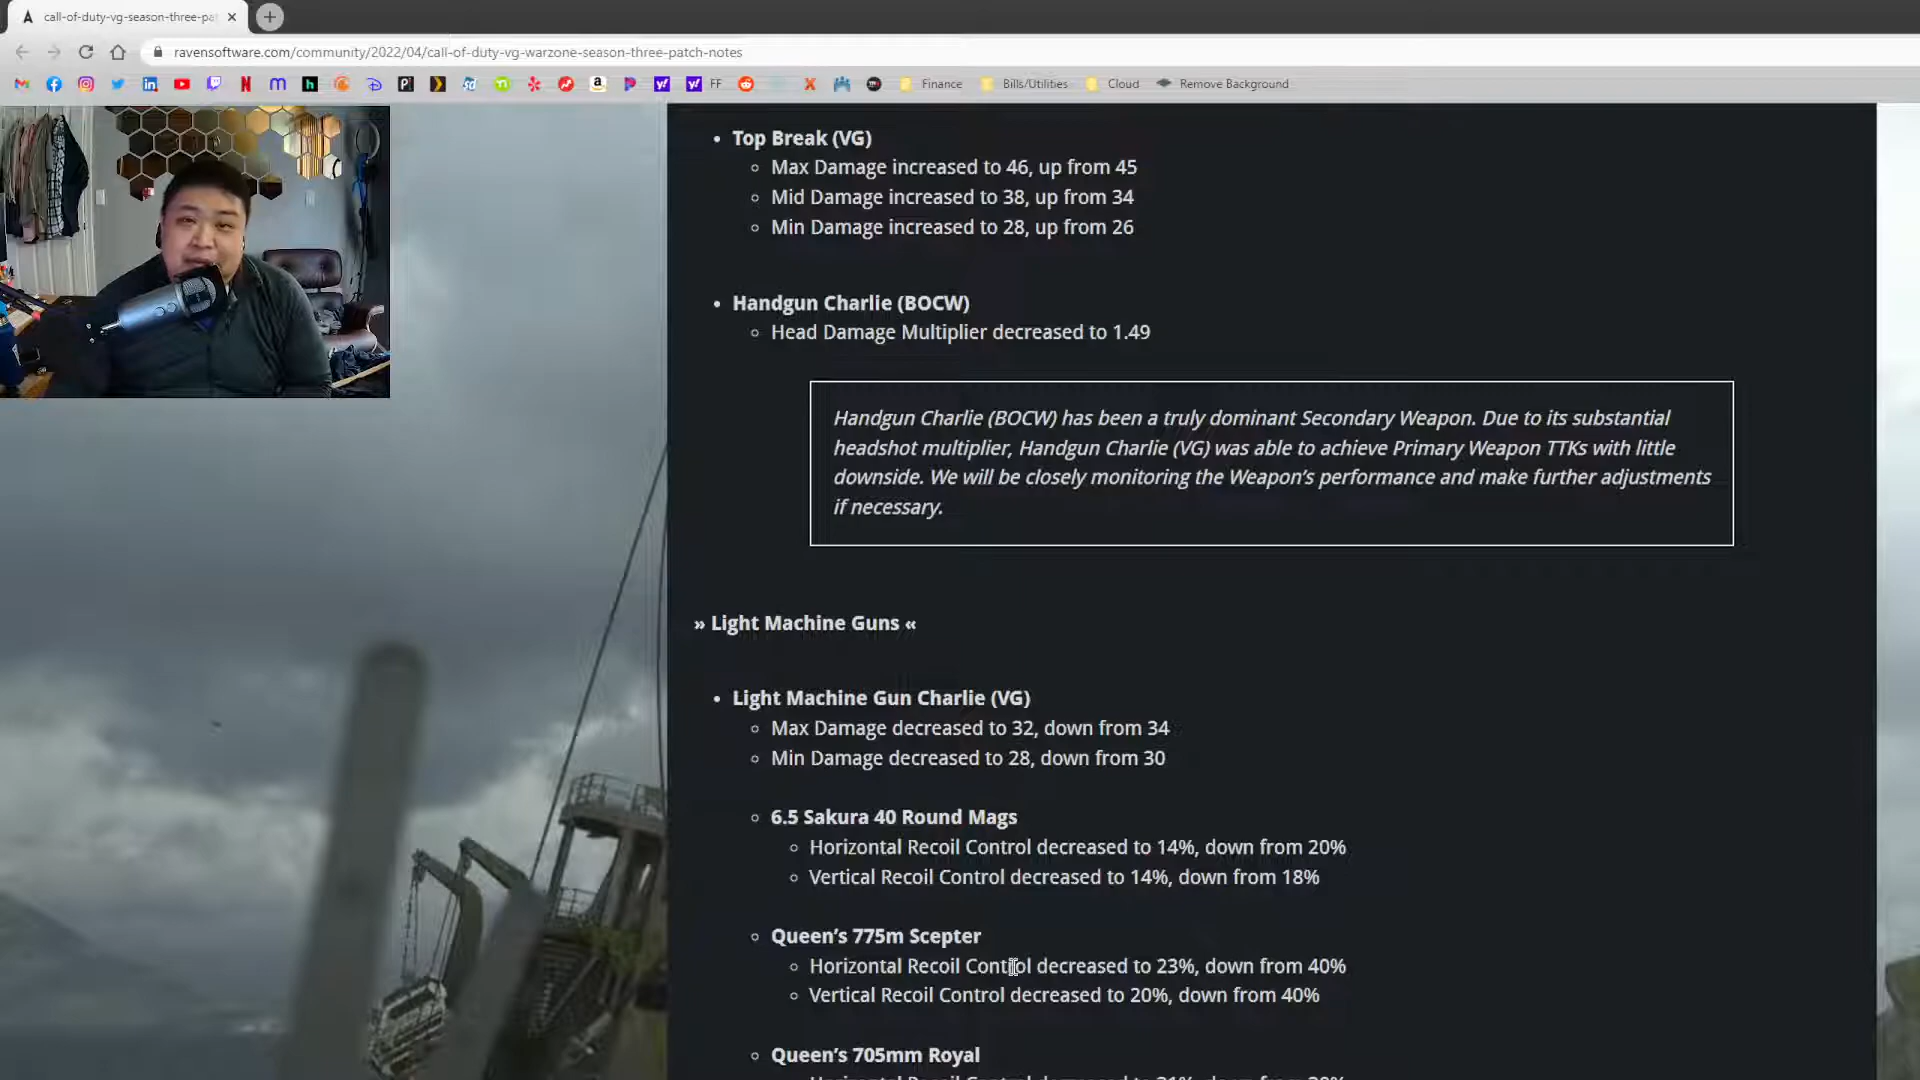 call-of-duty-vg-season-three-pa
ravensoftware.com/community/2022/04/call-of-duty-vg-warzone-season-three-patch-notes
FF
Finance
Bills/Utilities
Cloud
Remove Background
• Top Break (VG)
Max Damage increased to 46, up from 45
Mid Damage increased to 38, up from 34
Min Damage increased to 28, up from 26
• Handgun Charlie (BOCW)
Head Damage Multiplier decreased to 1.49
Handgun Charlie (BOCW) has been a truly dominant Secondary Weapon. Due to its substantial
headshot multiplier, Handgun Charlie (VG) was able to achieve Primary Weapon TTKs with little
downside. We will be closely monitoring the Weapon's performance and make further adjustments
if necessary.
» Light Machine Guns «
• Light Machine Gun Charlie (VG)
Max Damage decreased to 32, down from 34
Min Damage decreased to 28, down from 30
6.5 Sakura 40 Round Mags
Horizontal Recoil Control decreased to 14%, down from 20%
Vertical Recoil Control decreased to 14%, down from 18%
Queen's 775m Scepter
Horizontal Recoil Control decreased to 23%, down from 40%
Vertical Recoil Control decreased to 20%, down from 40%
Queen's 705mm Royal